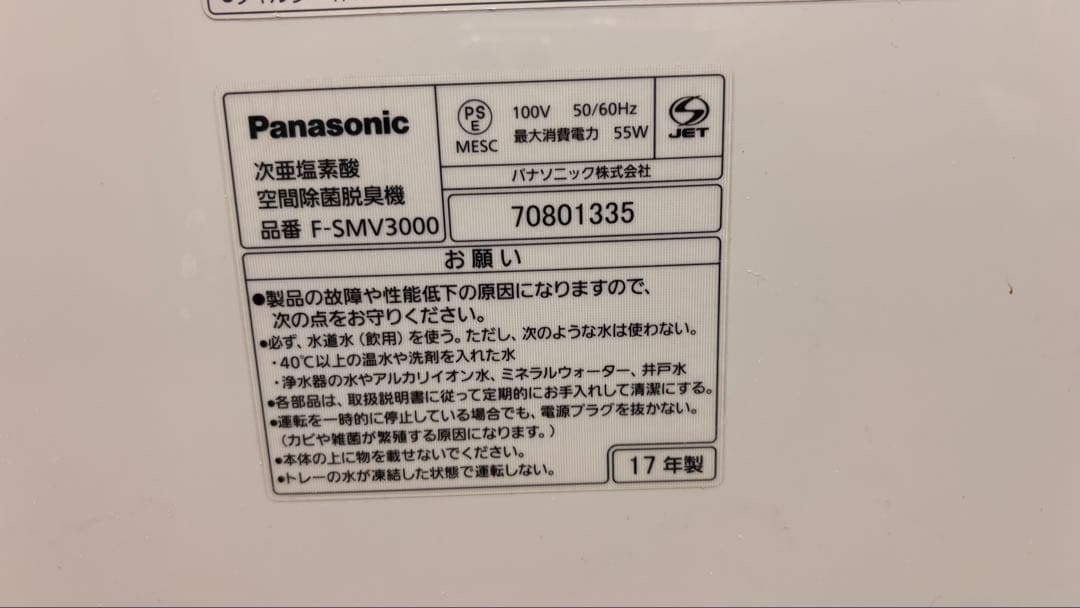 Panasonic
次亜塩素酸
空間除菌脱臭機
品番 F-SMV3000
PS
E
MESC
100V 50/60Hz
最大消費電力 55W
JET
パナソニック株式会社
70801335
お願い
●製品の故障や性能低下の原因になりますので、
次の点をお守りください。
●必ず、水道水(飲用)を使う。ただし、次のような水は使わない。
・40℃以上の温水や洗剤を入れた水
・浄水器の水やアルカリイオン水、ミネラルウォーター、井戸水
●各部品は、取扱説明書に従って定期的にお手入れして清潔にする。
●運転を一時的に停止している場合でも、電源プラグを抜かない。
(カビや雑菌が繁殖する原因になります。)
●本体の上に物を載せないでください。
●トレーの水が凍結した状態で運転しない。
17年製